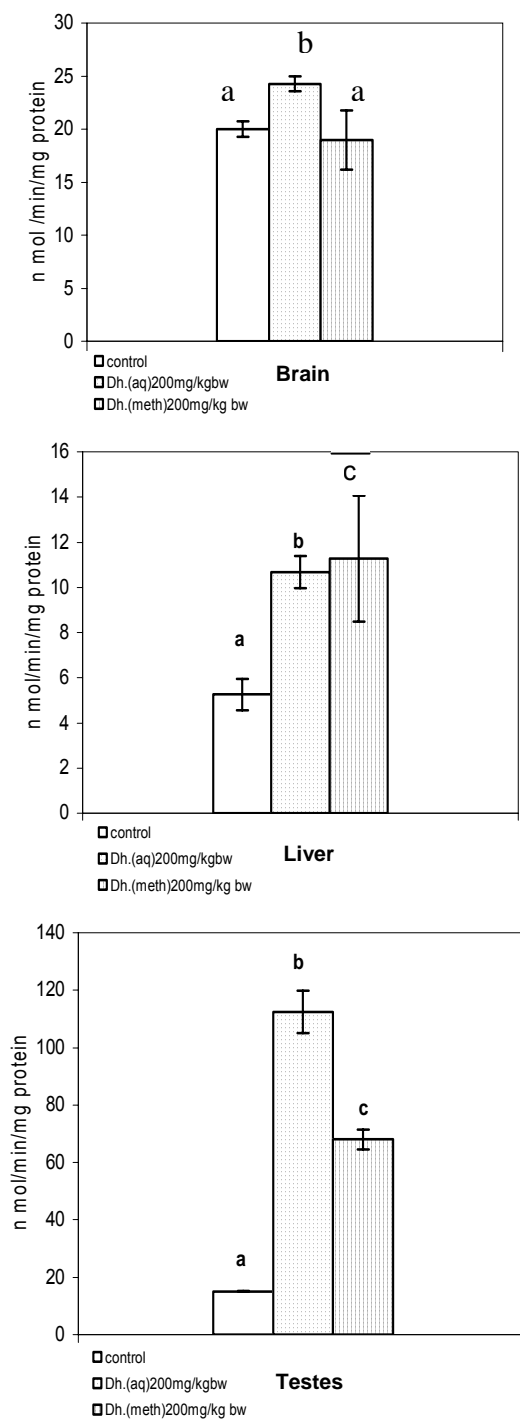 30
25
20
15
10
5
0
n mol /min/mg protein
a
b
a
control
Dh.(aq)200mg/kgbw
Dh.(meth)200mg/kg bw
Brain
16
14
12
10
8
6
4
2
0
n mol/min/mg protein
a
b
C
control
Dh.(aq)200mg/kgbw
Dh.(meth)200mg/kg bw
Liver
140
120
100
80
60
40
20
0
n mol/min/mg protein
a
b
c
control
Dh.(aq)200mg/kgbw
Dh.(meth)200mg/kg bw
Testes